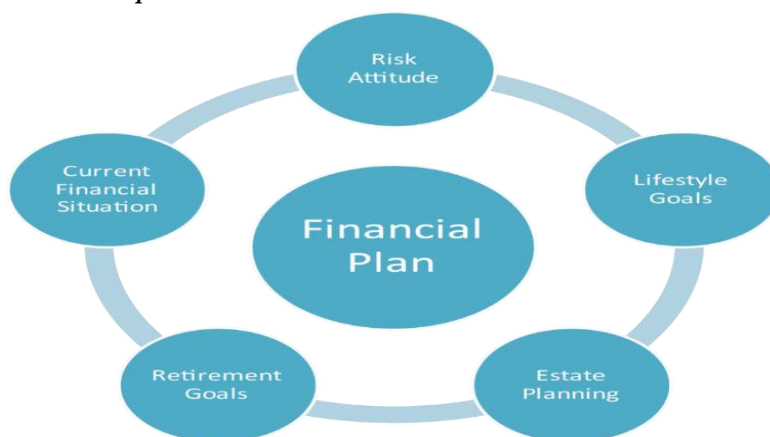 Risk
Attitude
Current
Financial
Situation
Lifestyle
Goals
Financial
Plan
Retirement
Goals
Estate
Planning